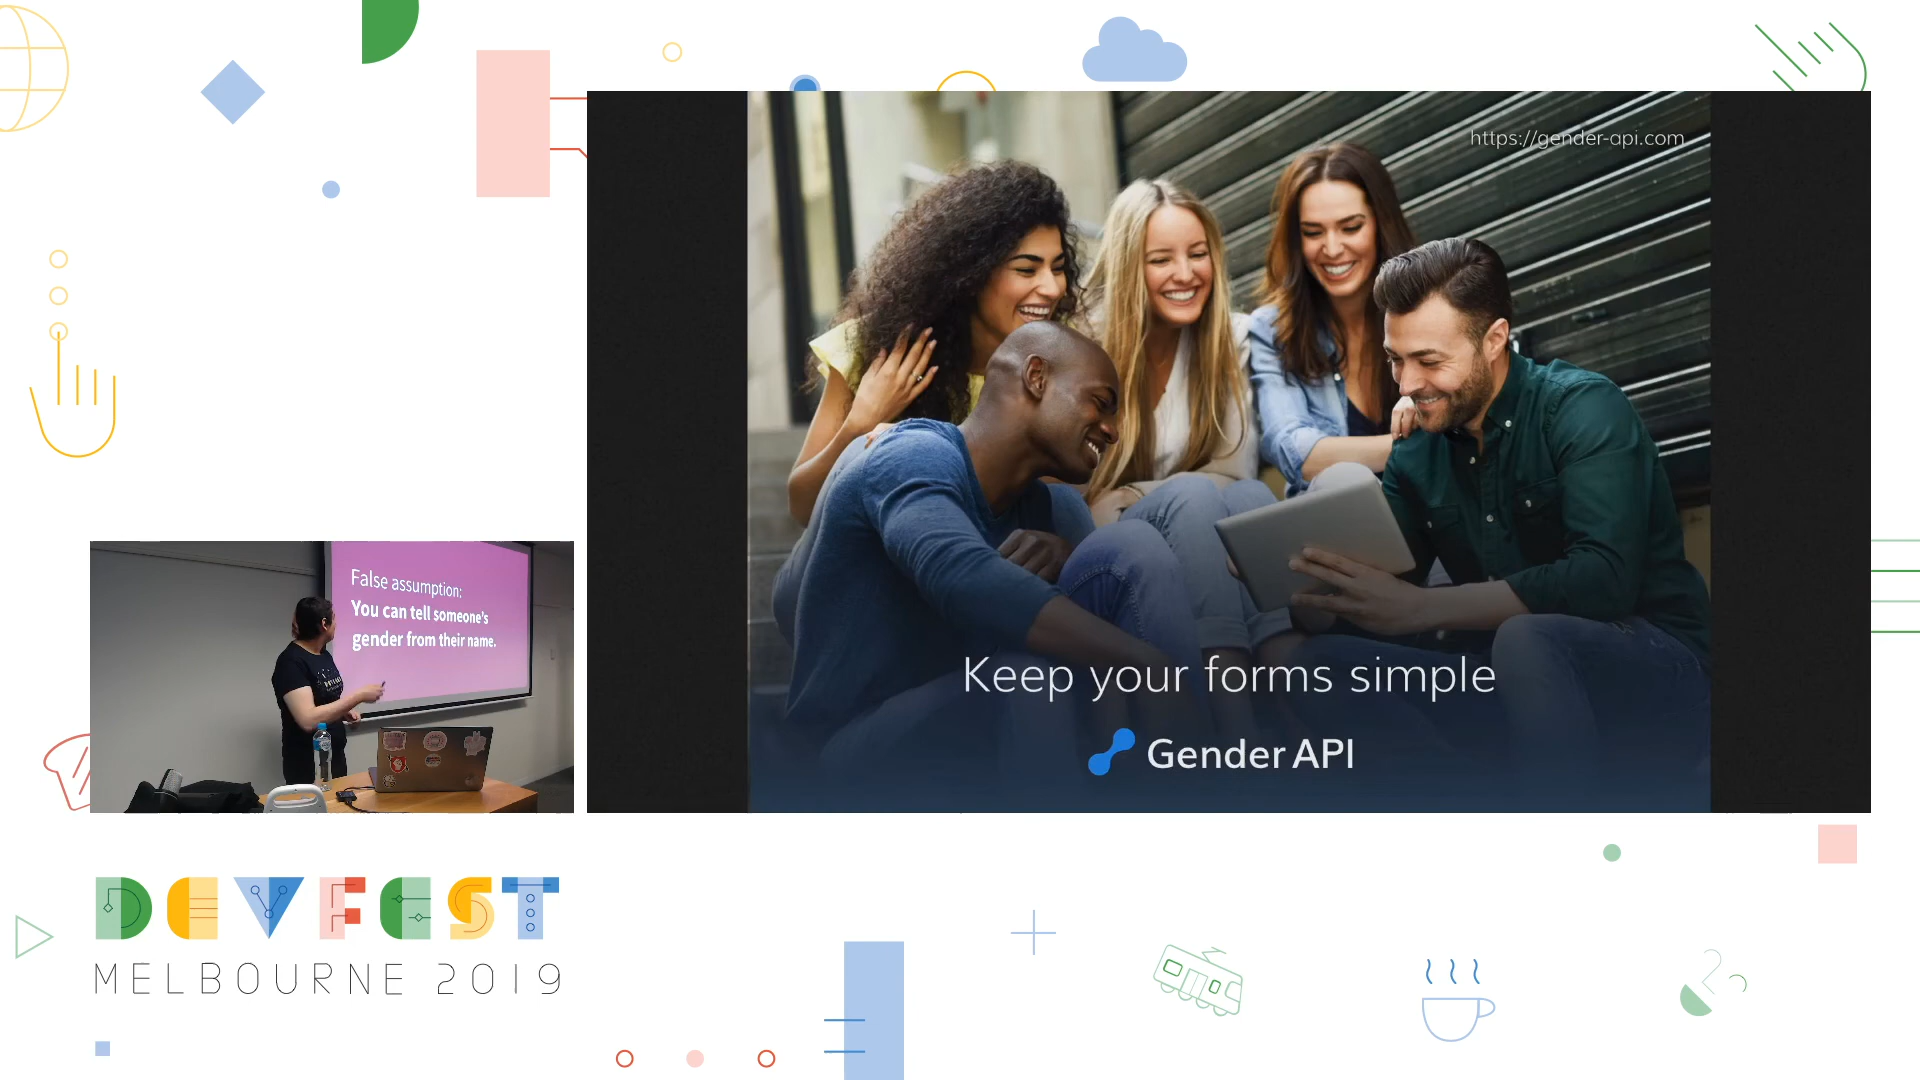 https://gender-api.com
Keep your forms simple
Gender API
False assumption:
You can tell someone's
gender from their name.
DEVFEST
MELBOURNE 2019